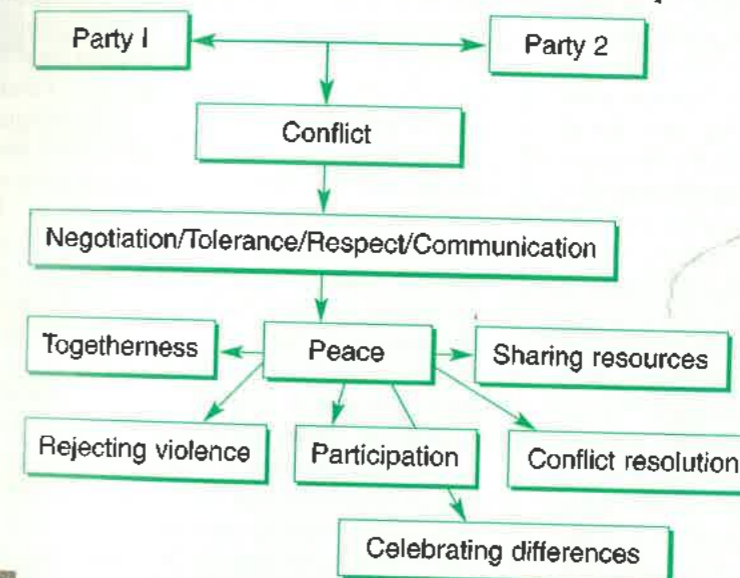 Party I
Party 2
Conflict
Negotiation/Tolerance/Respect/Communication
Togetherness
Peace
Sharing resources
Rejecting violence
Participation
Conflict resolution
Celebrating differences